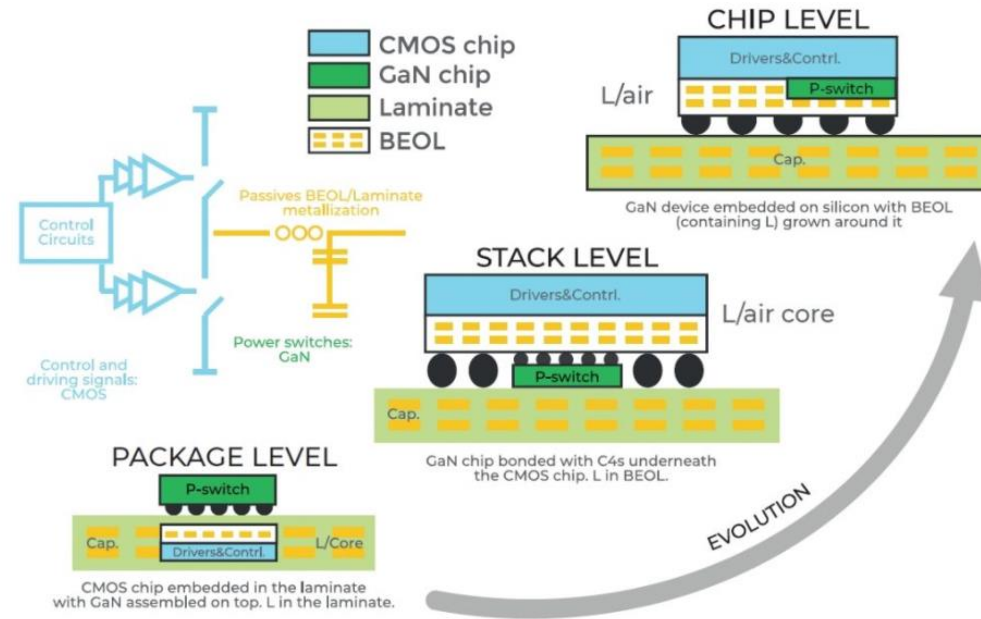 CMOS chip
GaN chip
Laminate
BEOL
CHIP LEVEL
Drivers&Contrl.
P-switch
L/air
Cap.
GaN device embedded on silicon with BEOL
(containing L) grown around it
Control
Circuits
Passives BEOL/Laminate
metallization
Power switches:
GaN
Control and
driving signals:
CMOS
STACK LEVEL
Drivers&Contrl.
L/air core
P-switch
Cap.
GaN chip bonded with C4s underneath
the CMOS chip. L in BEOL.
PACKAGE LEVEL
P-switch
Cap.
L/Core
Drivers&Contrl.
CMOS chip embedded in the laminate
with GaN assembled on top. L in the laminate.
EVOLUTION